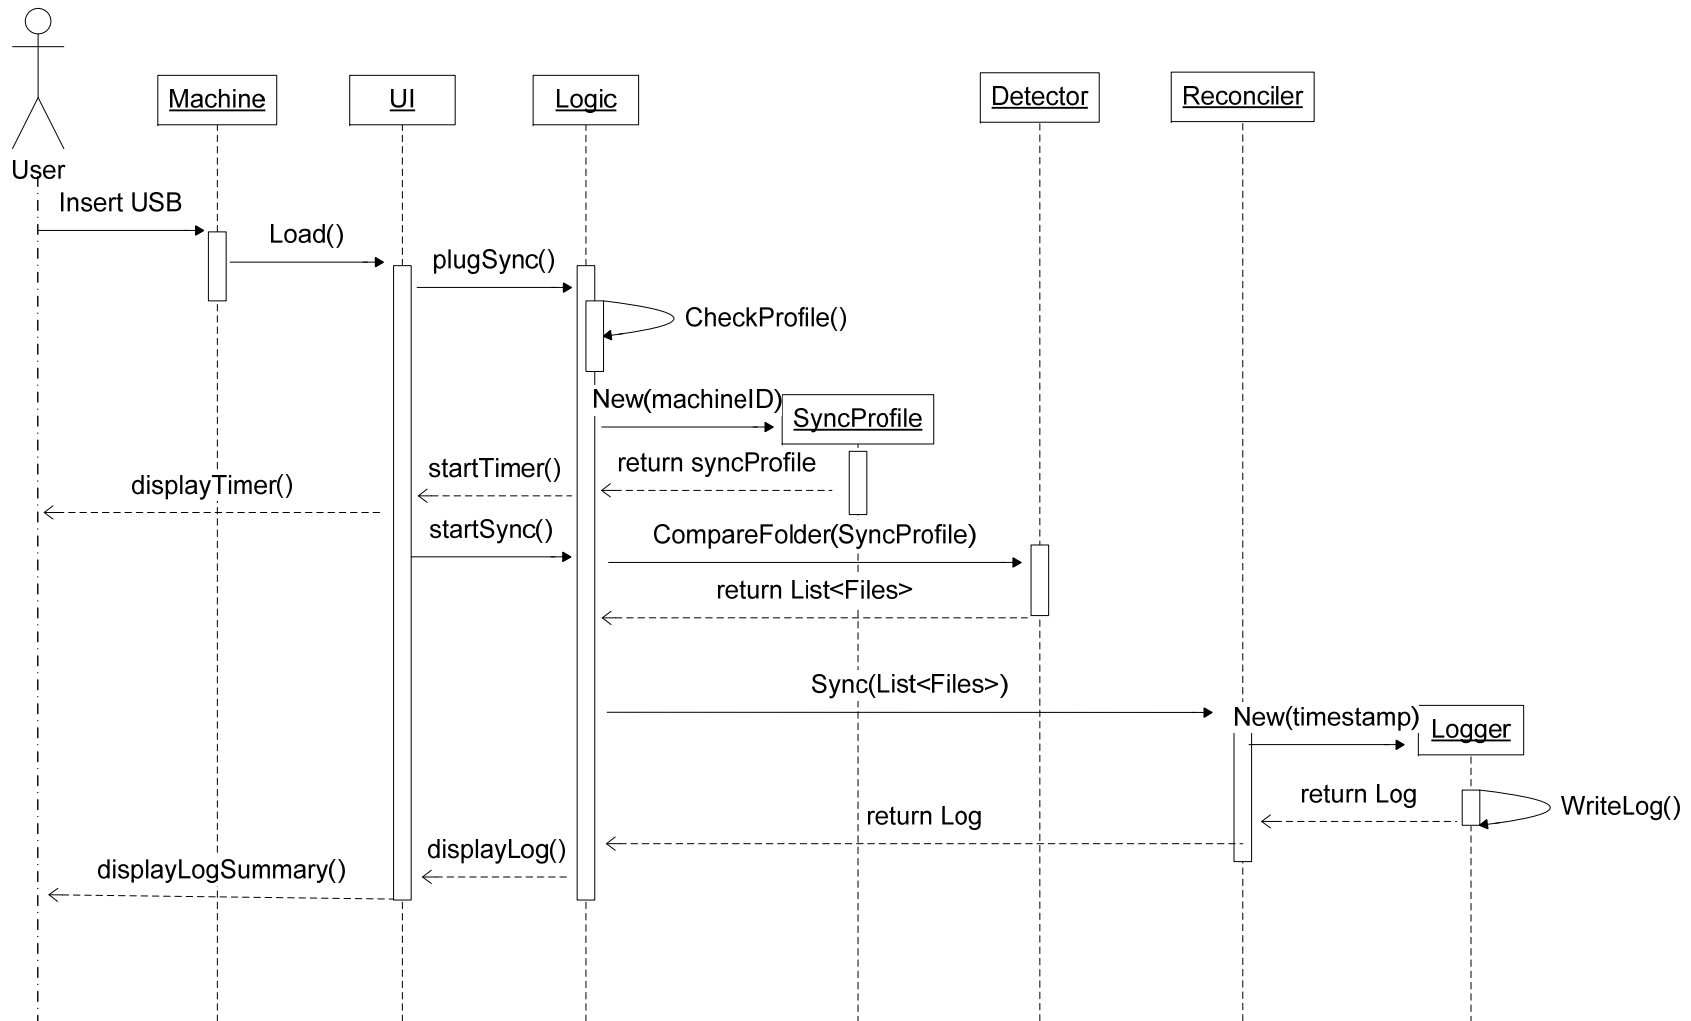 User
Machine
UI
Logic
Detector
Reconciler
Insert USB
Load()
plugSync()
CheckProfile()
New(machineID)
SyncProfile
return syncProfile
startTimer()
displayTimer()
startSync()
CompareFolder(SyncProfile)
return List<Files>
Sync(List<Files>)
New(timestamp)
Logger
return Log
WriteLog()
return Log
displayLog()
displayLogSummary()